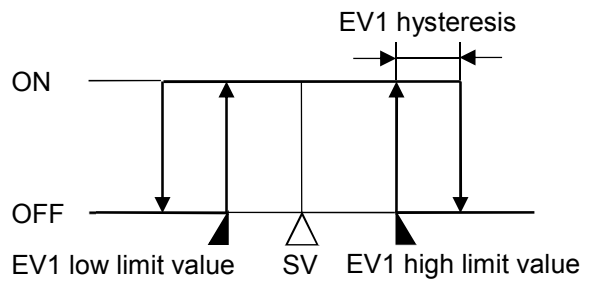 EV1 hysteresis
ON
OFF
EV1 low limit value SV EV1 high limit value